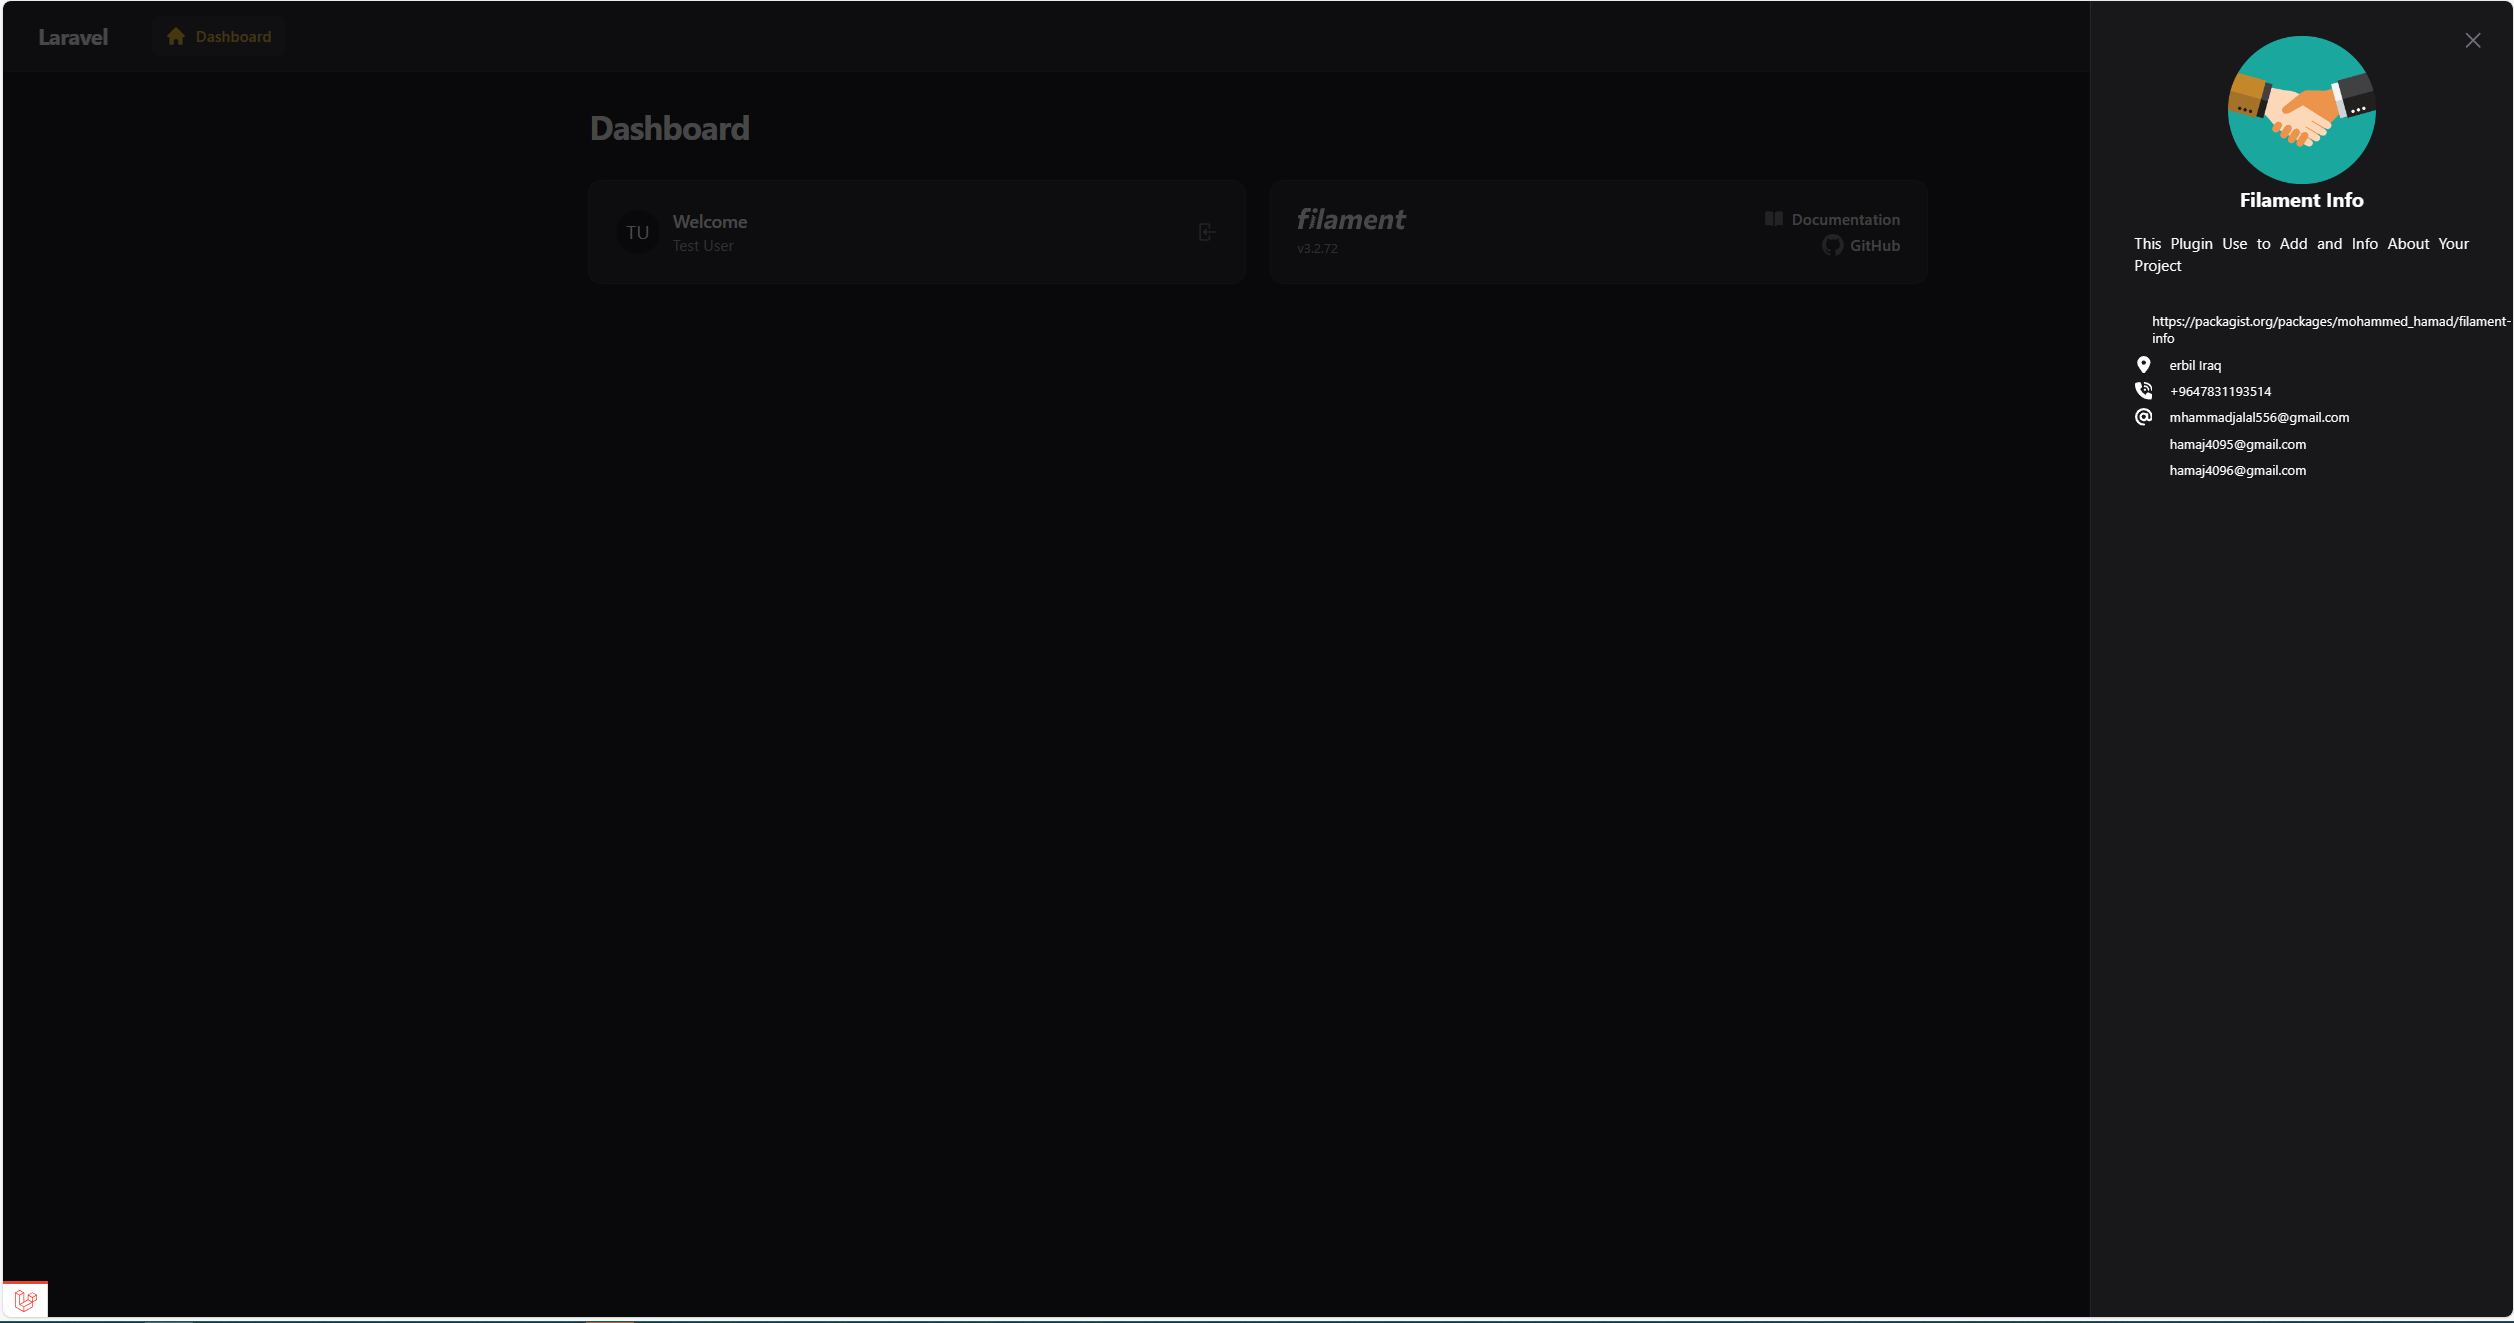 Laravel
Dashboard
Dashboard
TU
Welcome
Test User
filament
v3.2.72
Documentation
GitHub
Filament Info
This Plugin Use to Add and Info About Your
Project
https://packagist.org/packages/mohammed_hamad/filament-
info
erbil Iraq
+9647831193514
mhammadjalal556@gmail.com
hamaj4095@gmail.com
hamaj4096@gmail.com